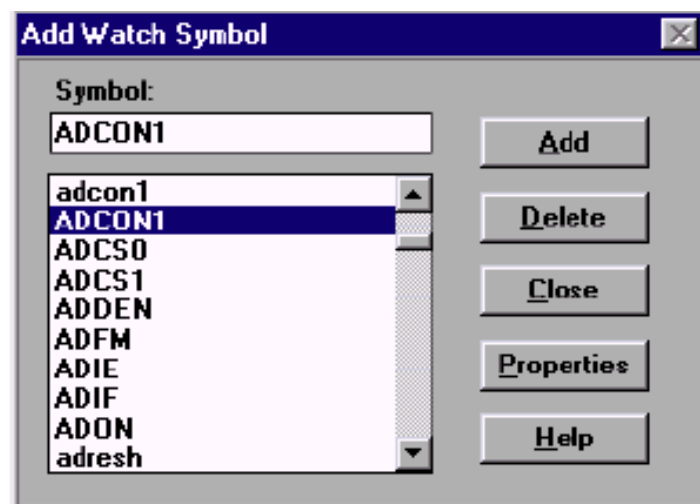 Add Watch Symbol
Symbol:
ADCON1
adcon1
ADCON1
ADCS0
ADCS1
ADDEN
ADFM
ADIE
ADIF
ADON
adresh
Add
Delete
Close
Properties
Help